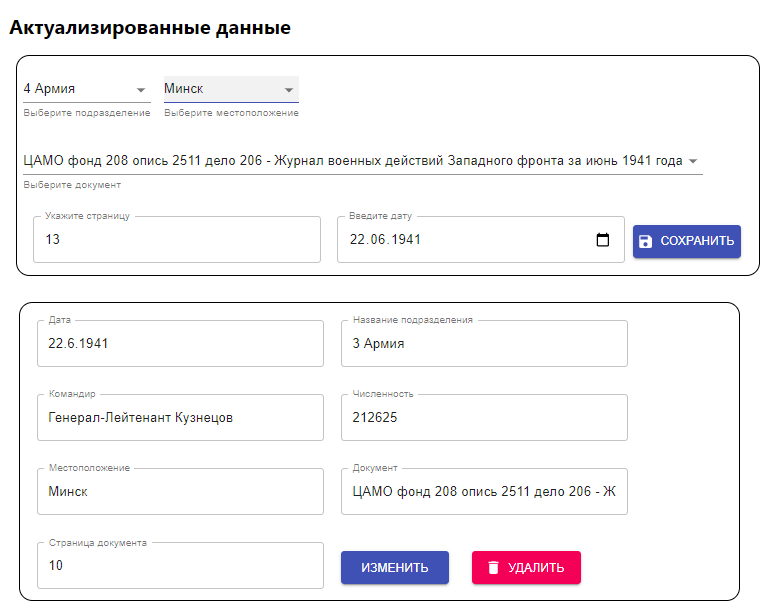 Актуализированные данные
4 Армия
Минск
Выберите подразделение
Выберите местоположение
ЦАМО фонд 208 опись 2511 дело 206 - Журнал военных действий Западного фронта за июнь 1941 года
Выберите документ
Укажите страницу
13
Введите дату
22.06.1941
СОХРАНИТЬ
Дата
22.6.1941
Название подразделения
3 Армия
Командир
Генерал-Лейтенант Кузнецов
Численность
212625
Местоположение
Минск
Документ
ЦАМО фонд 208 опись 2511 дело 206 - Ж
Страница документа
10
ИЗМЕНИТЬ
УДАЛИТЬ